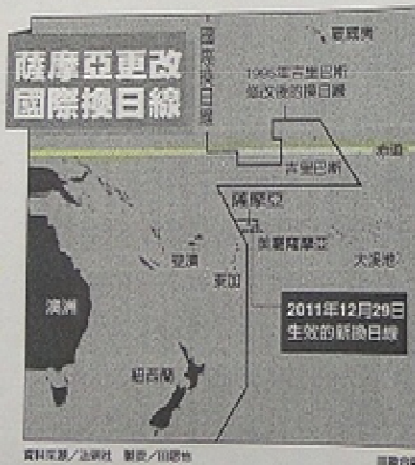 薩摩亞更改
國際換日線
國際換日線
夏威夷
1995年吉里巴斯
修改後的換日線
赤道
吉里巴斯
薩摩亞
美屬薩摩亞
斐濟
東加
大溪地
澳洲
2011年12月29日
生效的新換日線
紐西蘭
資料來源／法新社